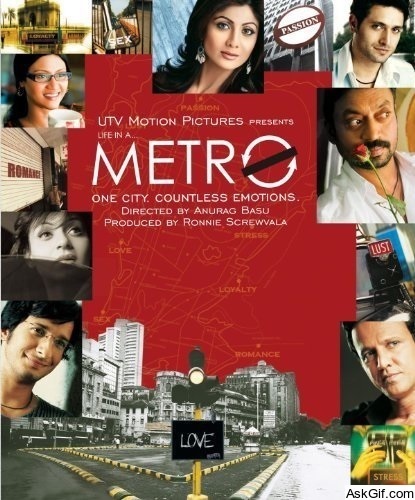 LOYALTY
SEX
PASSION
PASSION
UTV MOTION PICTURES PRESENTS
LIFE IN A...
METRO
ONE CITY. COUNTLESS EMOTIONS.
DIRECTED BY ANURAG BASU
PRODUCED BY RONNIE SCREWVALA
ROMANCE
STRESS
LOVE
LUST
LOYALTY
SEX
ROMANCE
LOVE
STRESS
AskGif.com